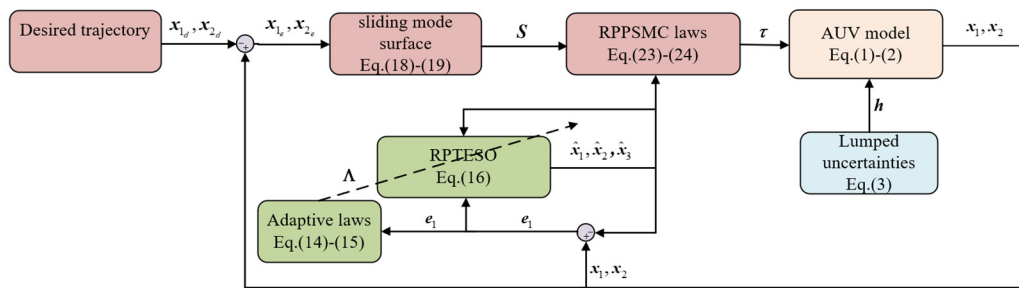 Desired trajectory
x₁d, x₂d
x₁e, x₂e
sliding mode
surface
Eq.(18)-(19)
S
RPPSMC laws
Eq.(23)-(24)
τ
AUV model
Eq.(1)-(2)
x₁, x₂
h
Lumped
uncertainties
Eq.(3)
RPTESO
Eq.(16)
x̂₁, x̂₂, x̂₃
Λ
Adaptive laws
Eq.(14)-(15)
e₁
e₁
x₁, x₂